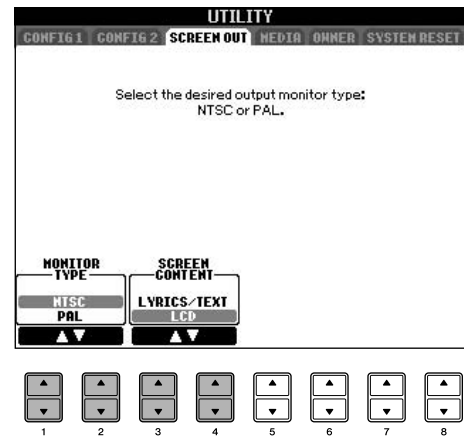 UTILITY
CONFIG 1 CONFIG 2 SCREEN OUT MEDIA OWNER SYSTEM RESET
Select the desired output monitor type:
NTSC or PAL.
MONITOR TYPE
NTSC
PAL
SCREEN CONTENT
LYRICS/TEXT
LCD
1 2 3 4 5 6 7 8